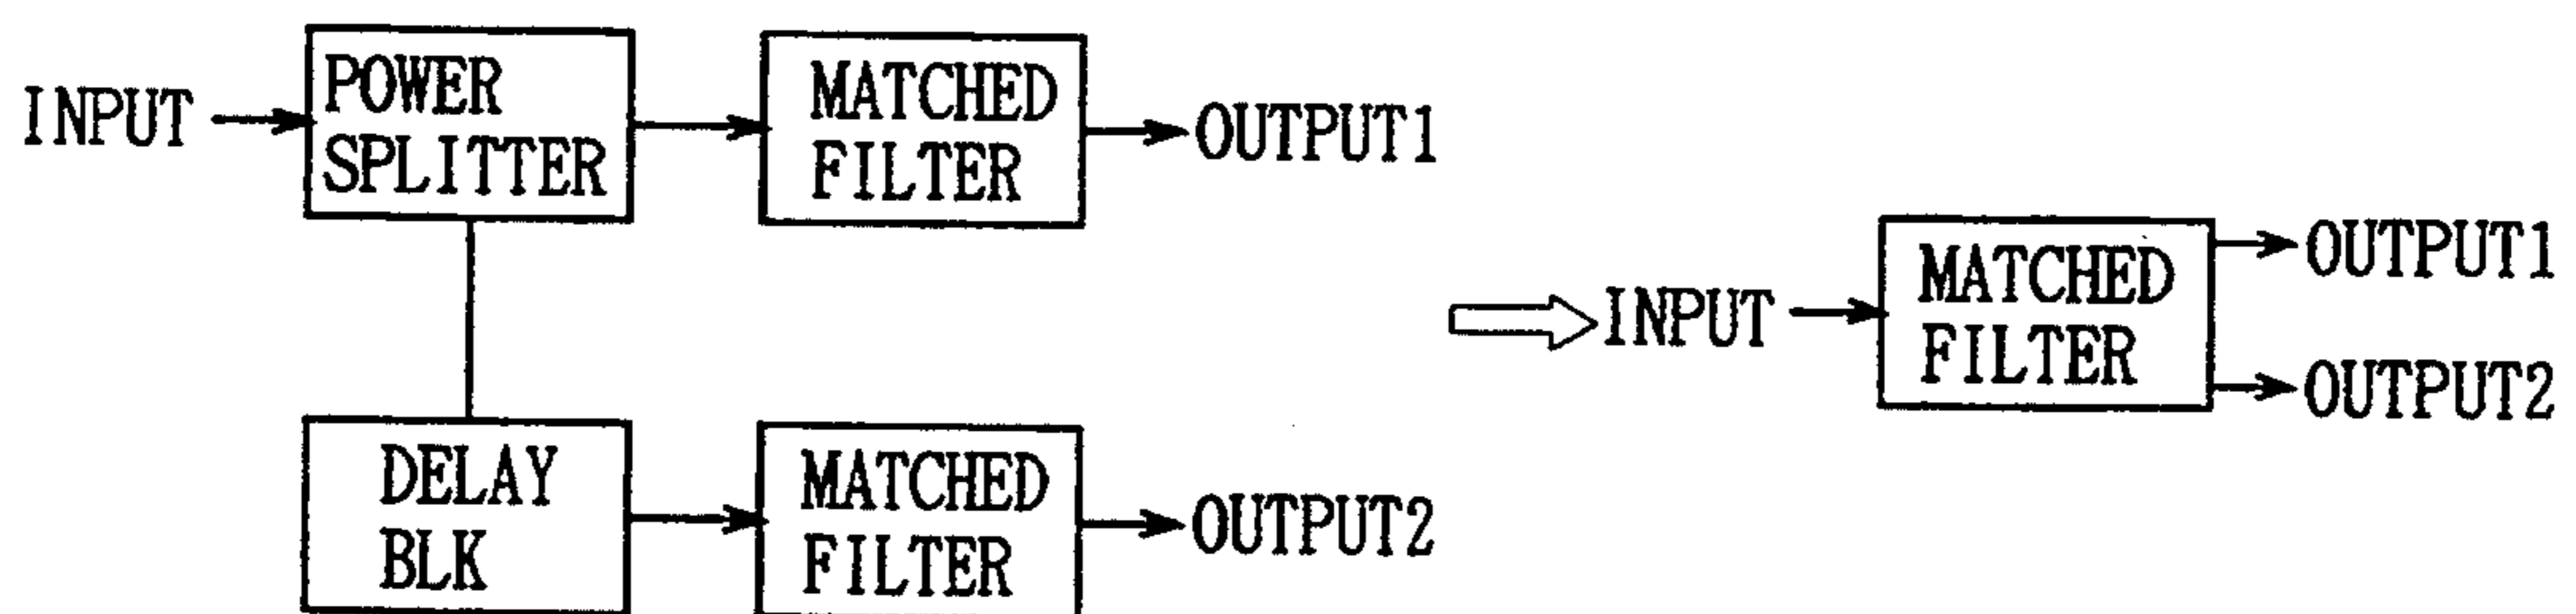 INPUT
POWER
SPLITTER
MATCHED
FILTER
OUTPUT1
DELAY
BLK
MATCHED
FILTER
OUTPUT2
INPUT
MATCHED
FILTER
OUTPUT1
OUTPUT2